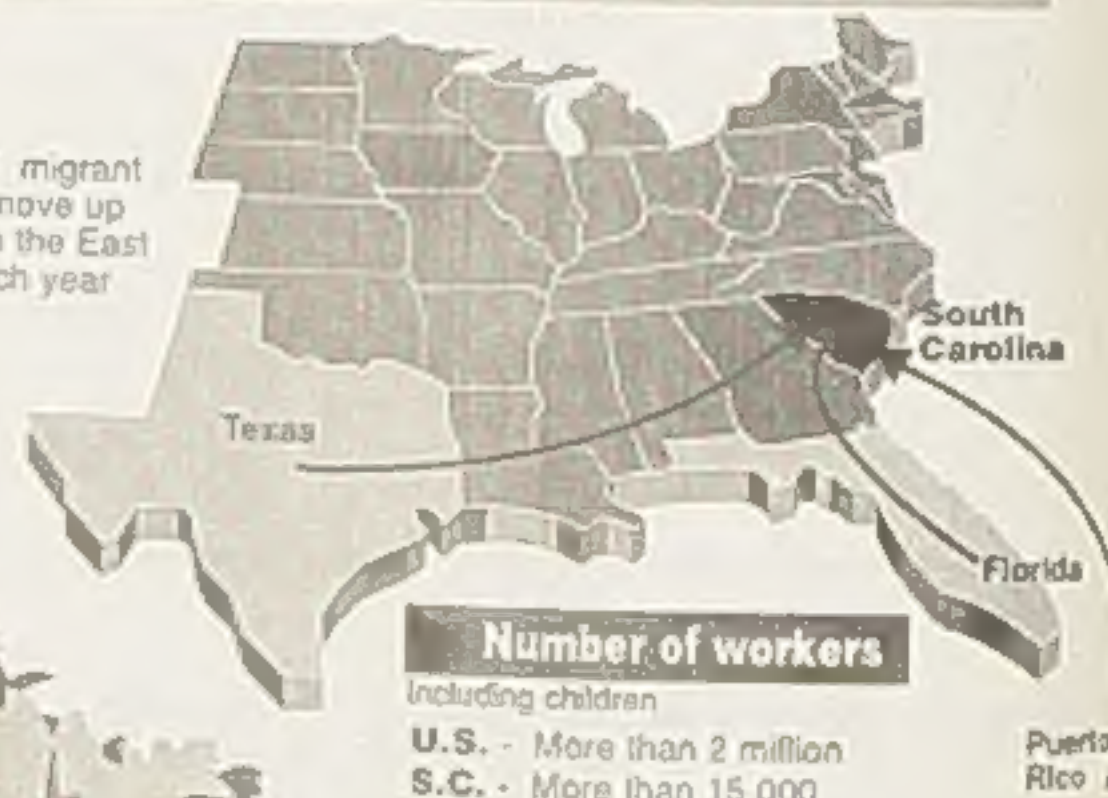 migrant
move up
the East
ch year
South
Carolina
Texas
Florida
Number of workers
Including children
U.S. - More than 2 million
S.C. - More than 15,000
Puerto
Rico